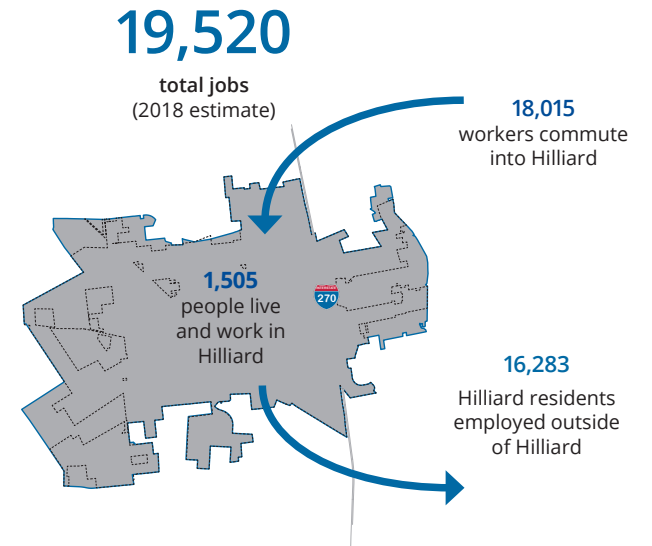 19,520
total jobs
(2018 estimate)
18,015
workers commute
into Hilliard
1,505
people live
and work in
Hilliard
270
16,283
Hilliard residents
employed outside
of Hilliard